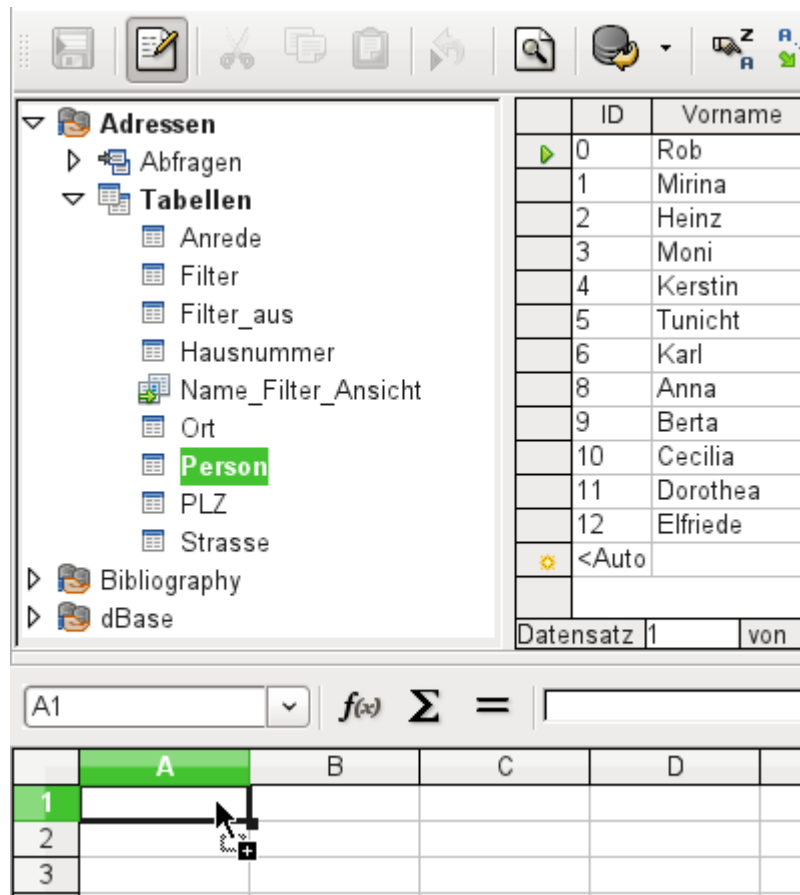 Z
A
A
Adressen
Abfragen
Tabellen
Anrede
Filter
Filter_aus
Hausnummer
Name_Filter_Ansicht
Ort
Person
PLZ
Strasse
Bibliography
dBase
ID Vorname
0 Rob
1 Mirina
2 Heinz
3 Moni
4 Kerstin
5 Tunicht
6 Karl
8 Anna
9 Berta
10 Cecilia
11 Dorothea
12 Elfriede
<Auto
Datensatz 1 von
A1 f(x) Σ =
A B C D
1
2
3